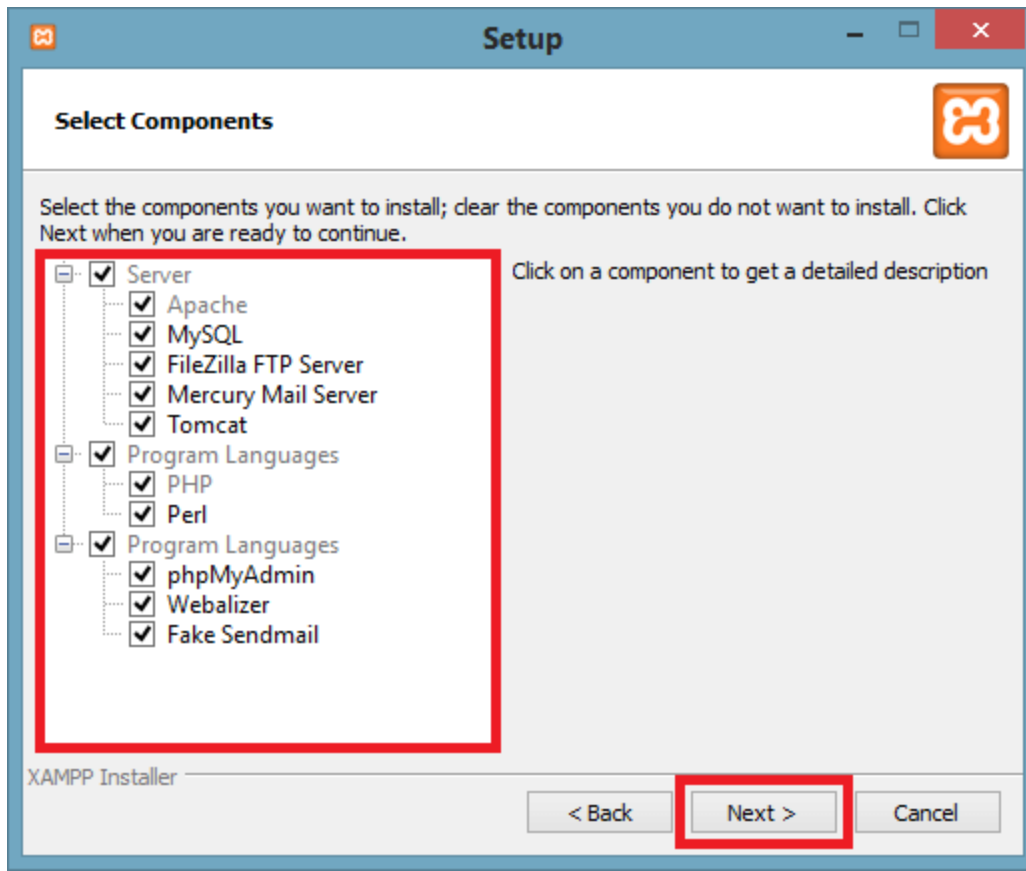 Setup
Select Components
Select the components you want to install; clear the components you do not want to install. Click
Next when you are ready to continue.
Server
Apache
MySQL
FileZilla FTP Server
Mercury Mail Server
Tomcat
Program Languages
PHP
Perl
Program Languages
phpMyAdmin
Webalizer
Fake Sendmail
Click on a component to get a detailed description
XAMPP Installer
< Back
Next >
Cancel